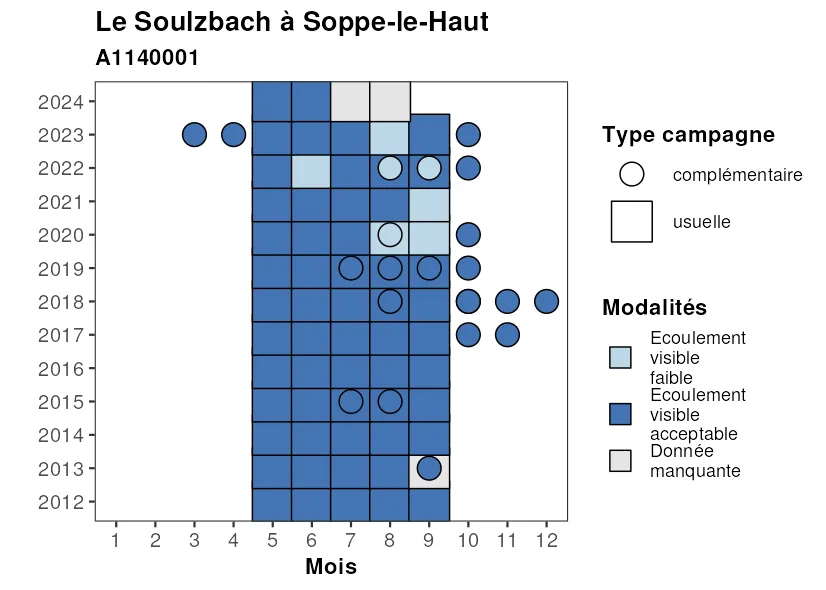 Le Soulzbach à Soppe-le-Haut
A1140001
2024
2023
2022
2021
2020
2019
2018
2017
2016
2015
2014
2013
2012
1 2 3 4 5 6 7 8 9 10 11 12
Mois
Type campagne
complémentaire
usuelle
Modalités
Ecoulement
visible
faible
Ecoulement
visible
acceptable
Donnée
manquante